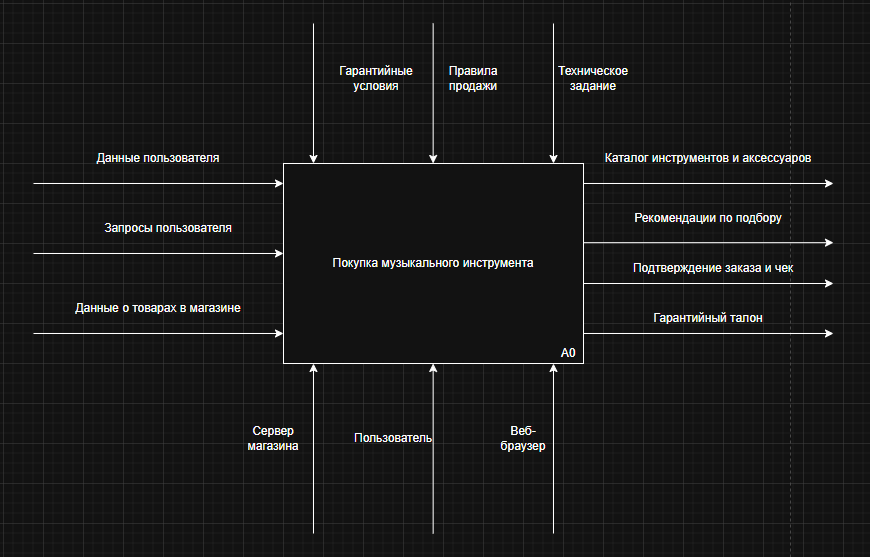 Гарантийные
условия
Правила
продажи
Техническое
задание
Данные пользователя
Каталог инструментов и аксессуаров
Запросы пользователя
Рекомендации по подбору
Покупка музыкального инструмента
Подтверждение заказа и чек
Данные о товарах в магазине
Гарантийный талон
A0
Сервер
магазина
Пользователь
Веб-
браузер